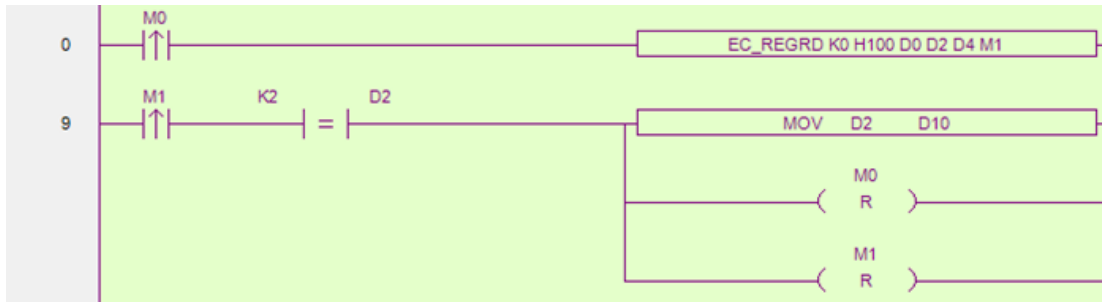 M0
0 EC_REGRD K0 H100 D0 D2 D4 M1
M1 K2 D2
9 = MOV D2 D10
M0
R
M1
R